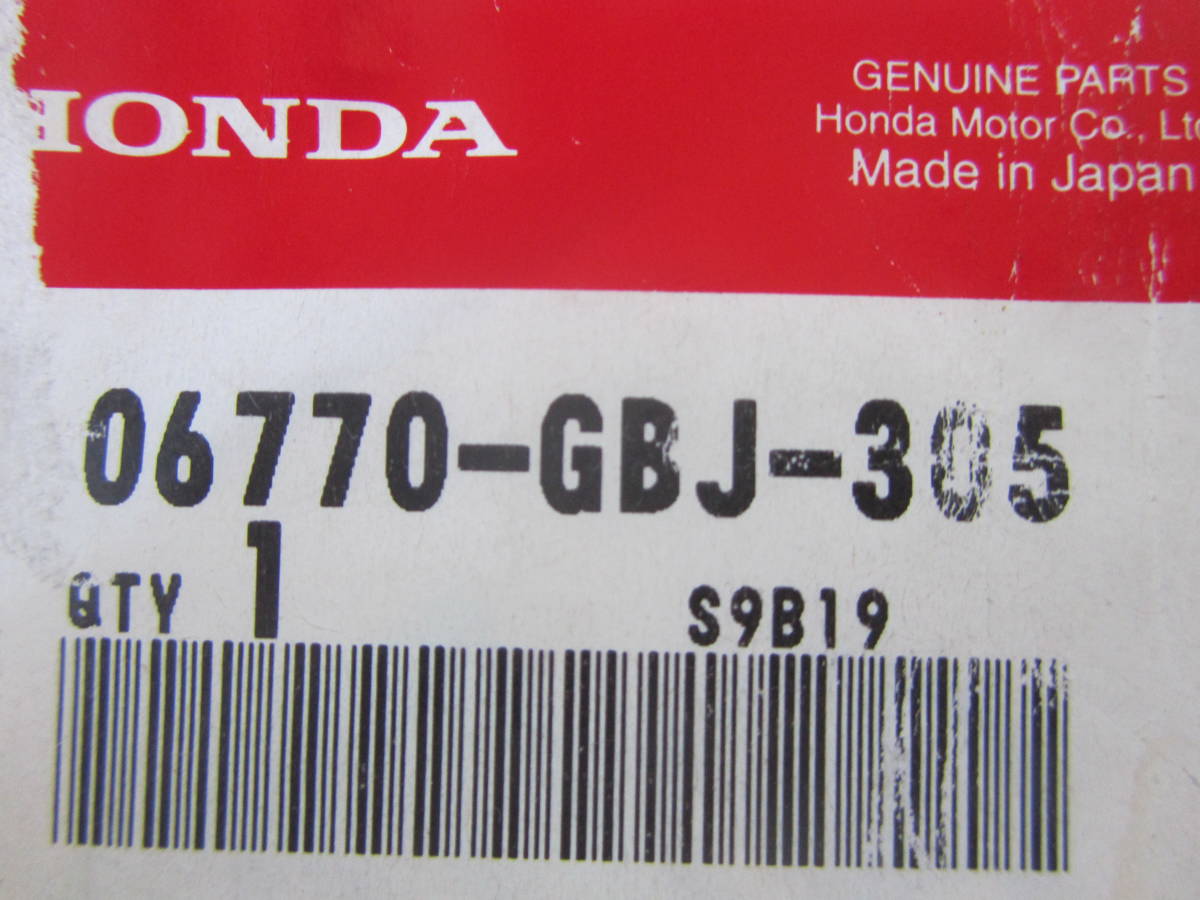 HONDA
GENUINE PARTS
Honda Motor Co., Ltd
Made in Japan
06770-GBJ-305
QTY 1
S9B19